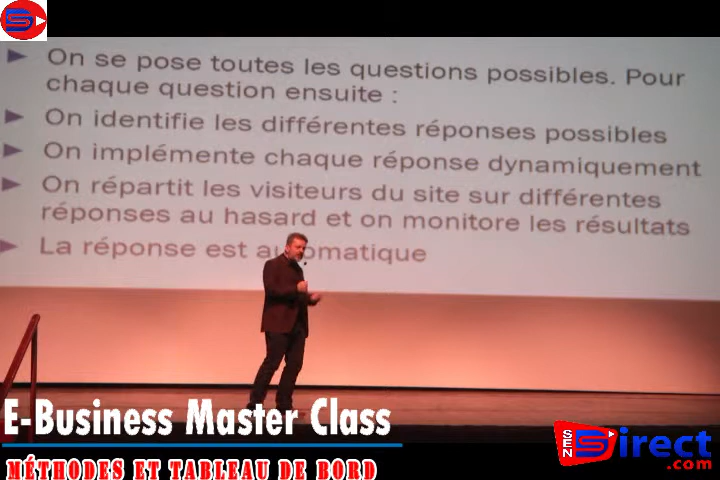 ► On se pose toutes les questions possibles. Pour
chaque question ensuite :
► On identifie les différentes réponses possibles
► On implémente chaque réponse dynamiquement
► On répartit les visiteurs du site sur différentes
réponses au hasard et on monitore les résultats
► La réponse est automatique
E-Business Master Class
MÉTHODES ET TABLEAU DE BORD
SEN Direct
.com